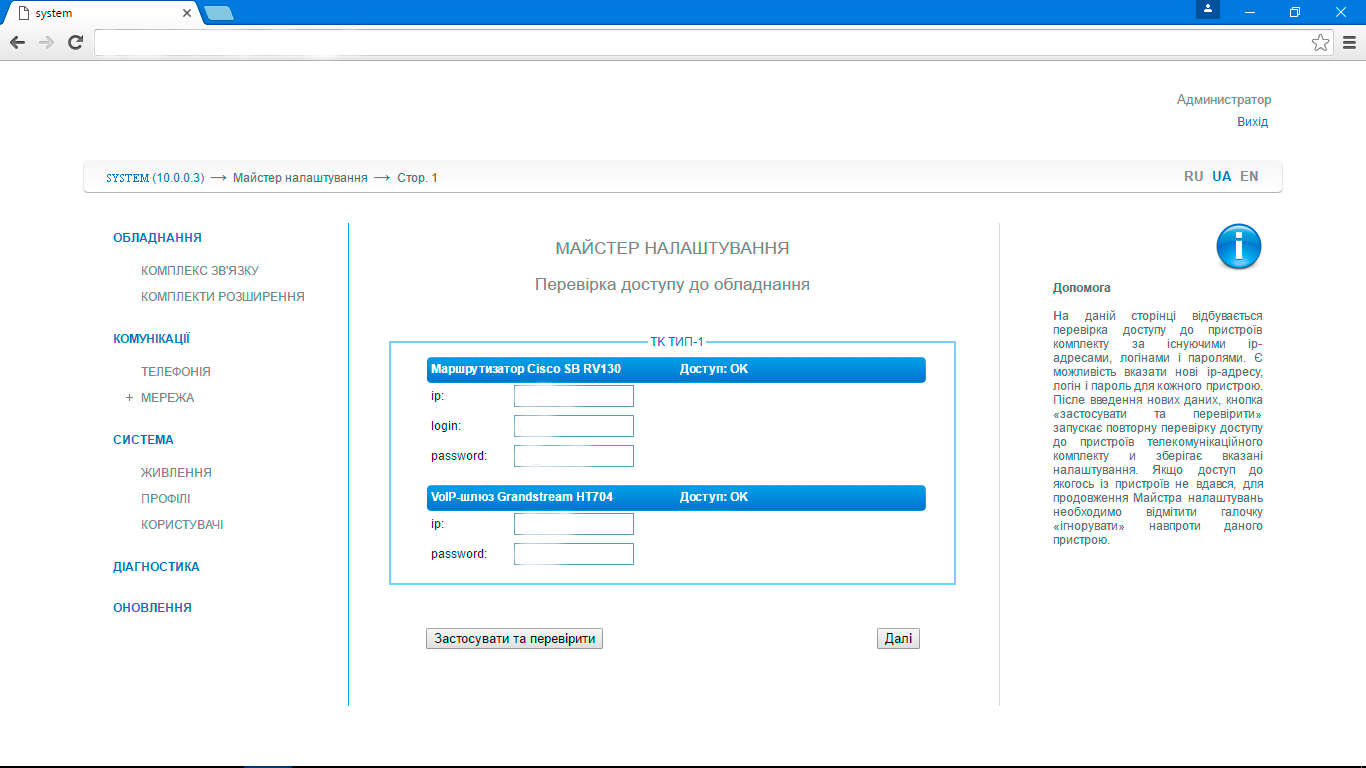 system
Администратор
Вихід
SYSTEM (10.0.0.3) → Майстер налаштування → Стор. 1
RU UA EN
ОБЛАДНАННЯ
КОМПЛЕКС ЗВ'ЯЗКУ
КОМПЛЕКТИ РОЗШИРЕННЯ
КОМУНІКАЦІЇ
ТЕЛЕФОНІЯ
+ МЕРЕЖА
СИСТЕМА
ЖИВЛЕННЯ
ПРОФІЛІ
КОРИСТУВАЧІ
ДІАГНОСТИКА
ОНОВЛЕННЯ
МАЙСТЕР НАЛАШТУВАННЯ
Перевірка доступу до обладнання
ТК ТИП-1
Маршрутизатор Cisco SB RV130 Доступ: OK
ip:
login:
password:
VoIP-шлюз Grandstream HT704 Доступ: OK
ip:
password:
Застосувати та перевірити
Далі
i
Допомога
На даній сторінці відбувається
перевірка доступу до пристроїв
комплекту за існуючими ір-
адресами, логінами і паролями. Є
можливість вказати нові ір-адресу,
логін і пароль для кожного пристрою.
Після введення нових даних, кнопка
«застосувати та перевірити»
запускає повторну перевірку доступу
до пристроїв телекомунікаційного
комплекту и зберігає вказані
налаштування. Якщо доступ до
якогось із пристроїв не вдався, для
продовження Майстра налаштувань
необхідно відмітити галочку
«ігнорувати» навпроти даного
пристрою.